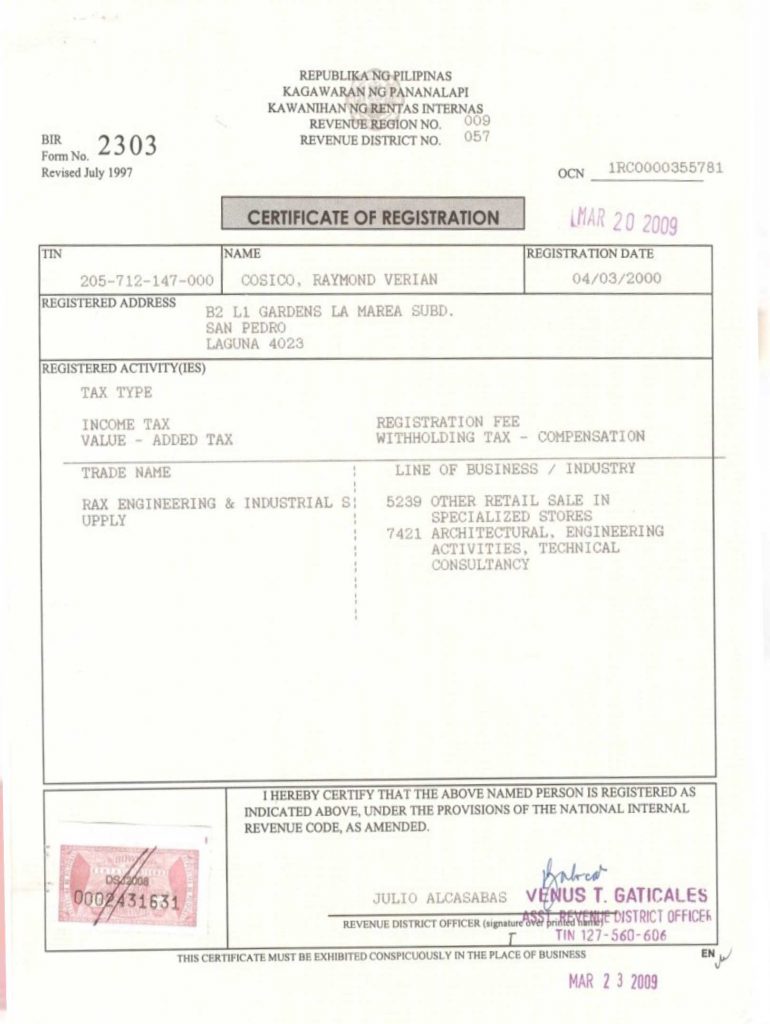 REPUBLIKA NG PILIPINAS
KAGAWARAN NG PANANALAPI
KAWANIHAN NG RENTAS INTERNAS
REVENUE REGION NO. 009
REVENUE DISTRICT NO. 057
BIR
Form No. 2303
Revised July 1997
OCN 1RC0000355781
CERTIFICATE OF REGISTRATION
MAR 20 2009
TIN NAME REGISTRATION DATE
205-712-147-000 COSICO, RAYMOND VERIAN 04/03/2000
REGISTERED ADDRESS
B2 L1 GARDENS LA MAREA SUBD.
SAN PEDRO
LAGUNA 4023
REGISTERED ACTIVITY(IES)
TAX TYPE
INCOME TAX REGISTRATION FEE
VALUE - ADDED TAX WITHHOLDING TAX - COMPENSATION
TRADE NAME LINE OF BUSINESS / INDUSTRY
RAX ENGINEERING & INDUSTRIAL S 5239 OTHER RETAIL SALE IN
UPPLY SPECIALIZED STORES
7421 ARCHITECTURAL, ENGINEERING
ACTIVITIES, TECHNICAL
CONSULTANCY
I HEREBY CERTIFY THAT THE ABOVE NAMED PERSON IS REGISTERED AS
INDICATED ABOVE, UNDER THE PROVISIONS OF THE NATIONAL INTERNAL
REVENUE CODE, AS AMENDED.
DSJ2008
0002431631
JULIO ALCASABAS VENUS T. GATICALES
ASST. REVENUE DISTRICT OFFICER
REVENUE DISTRICT OFFICER (signature over printed name)
TIN 127-560-606
THIS CERTIFICATE MUST BE EXHIBITED CONSPICUOUSLY IN THE PLACE OF BUSINESS
EN
MAR 23 2009